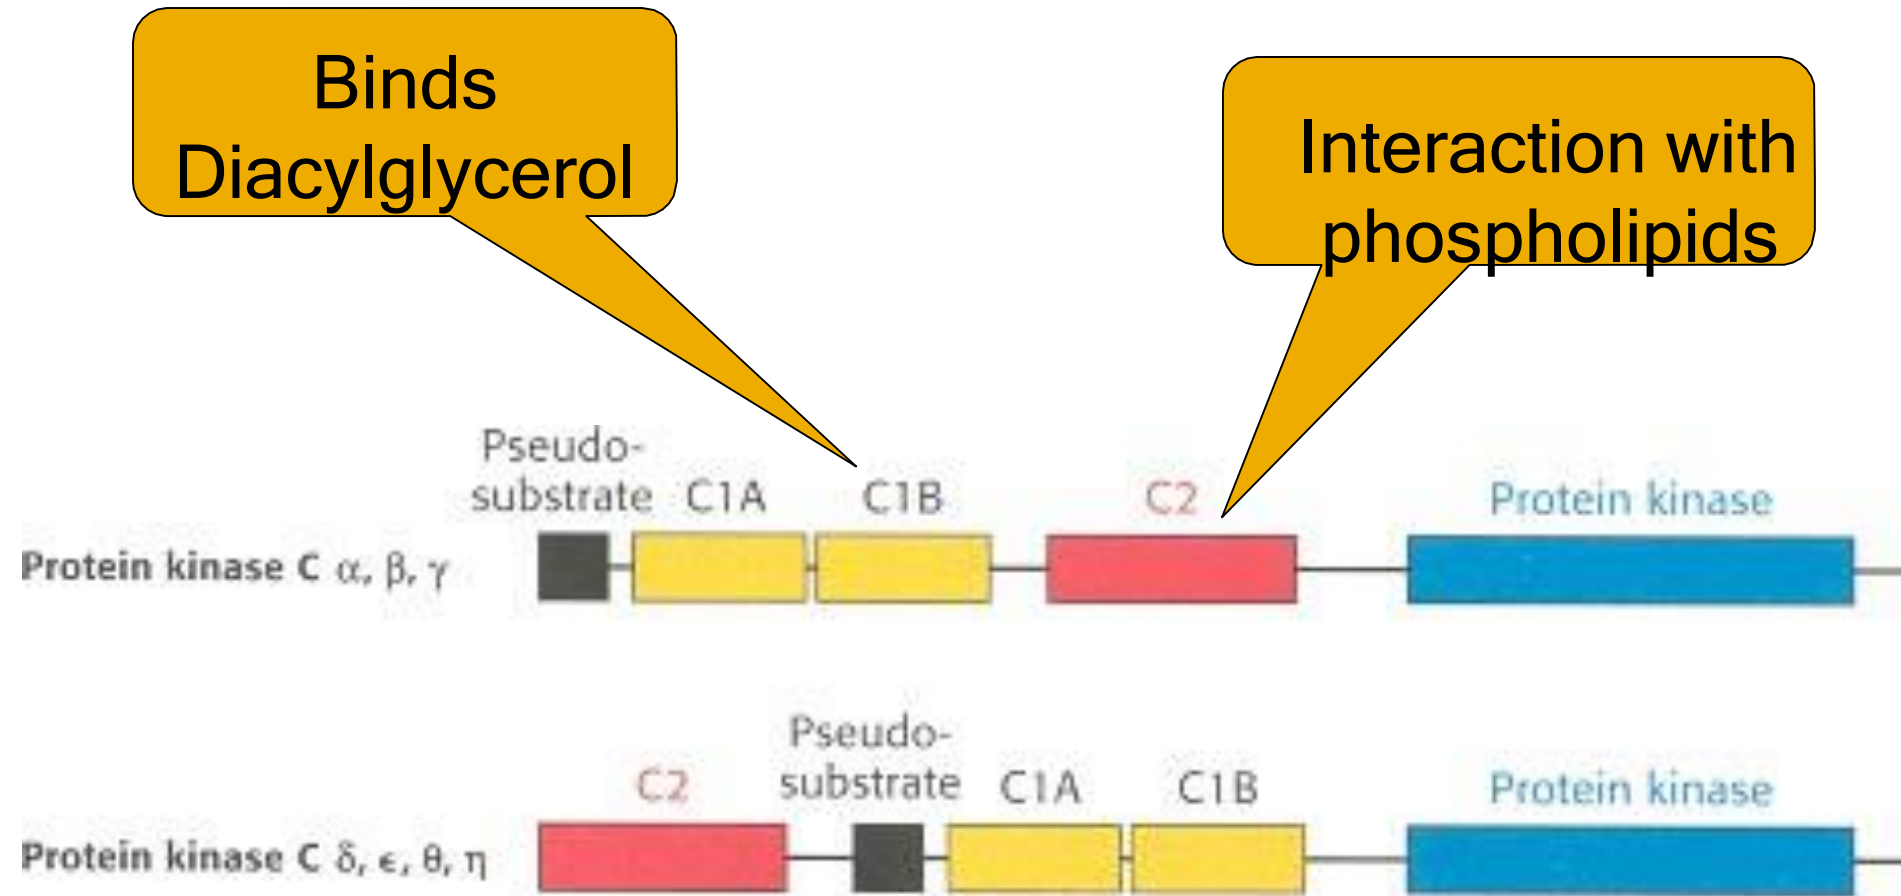 Binds
Diacylglycerol
Interaction with
phospholipids
Pseudo-
substrate C1A C1B C2 Protein kinase
Protein kinase C α, β, γ
Pseudo-
C2 substrate C1A C1B Protein kinase
Protein kinase C δ, ϵ, θ, η